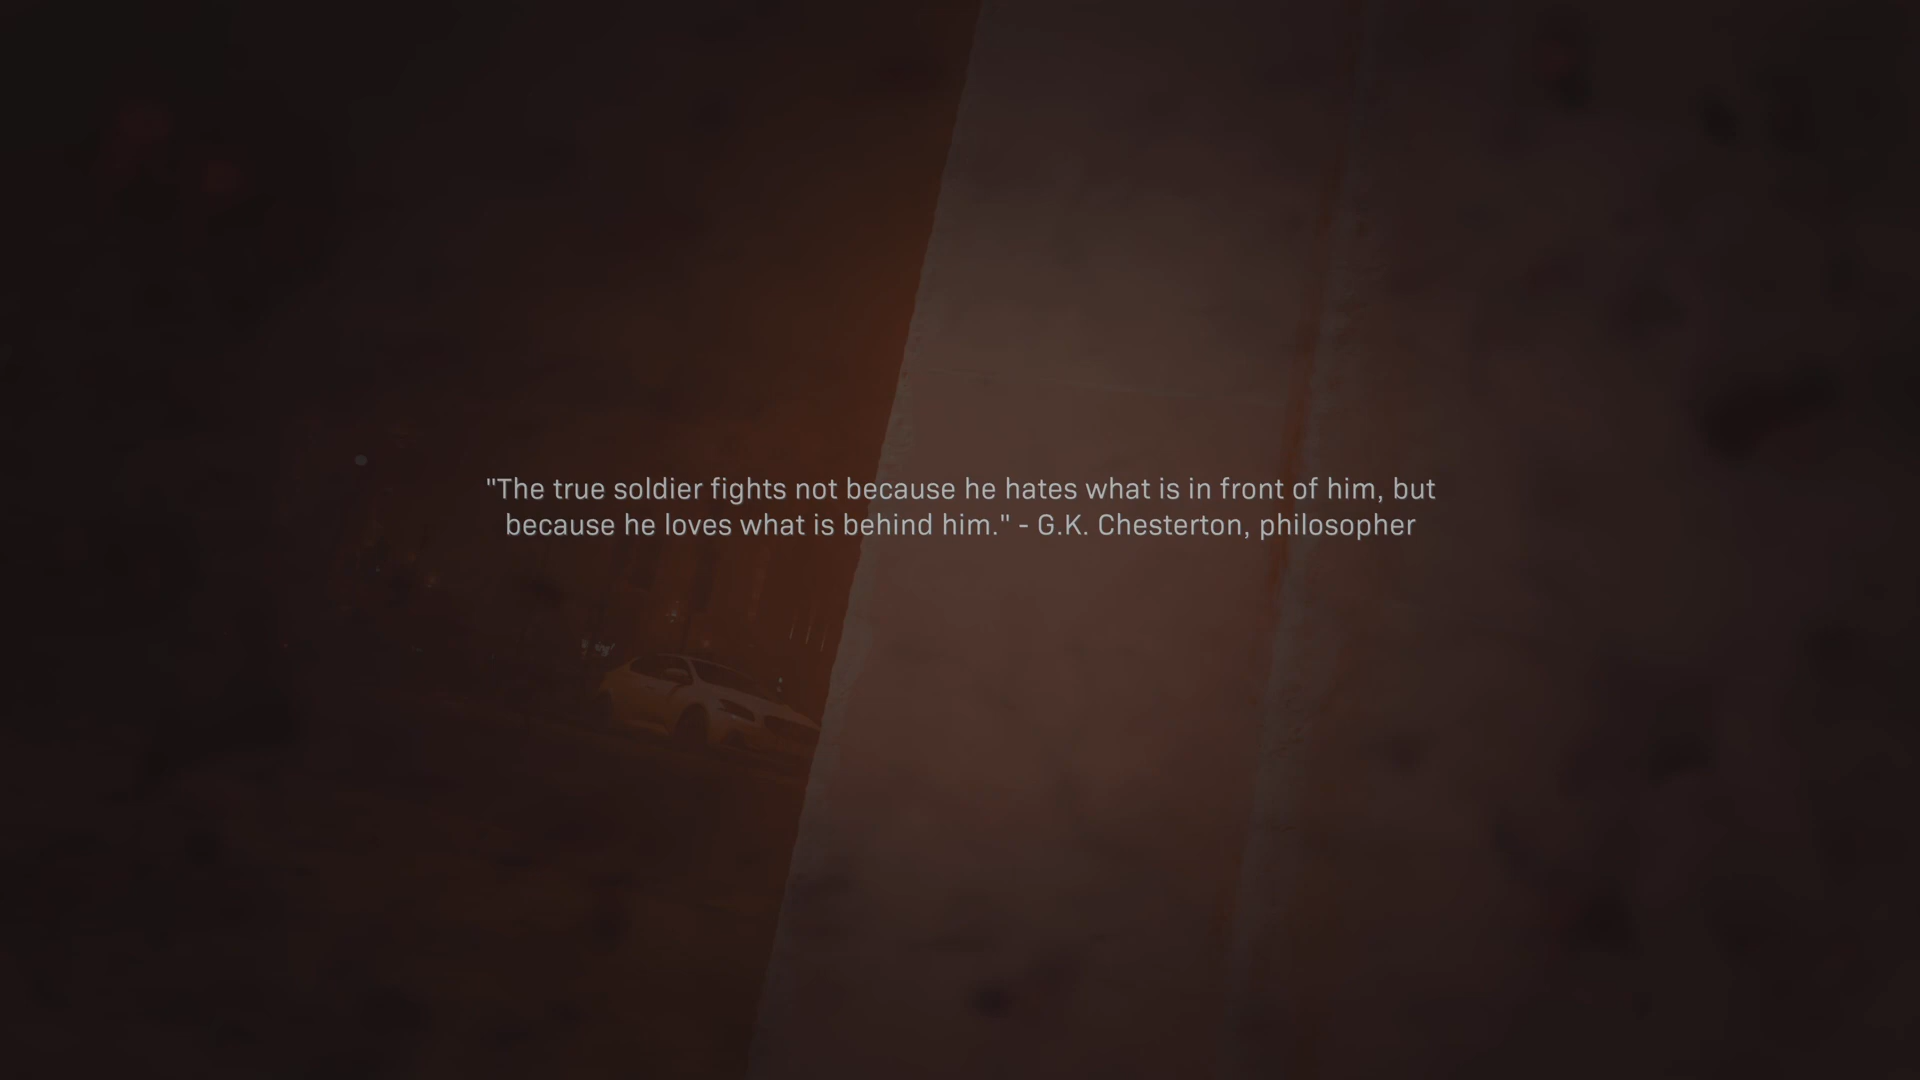 "The true soldier fights not because he hates what is in front of him, but
because he loves what is behind him." - G.K. Chesterton, philosopher